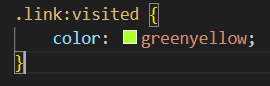 .link:visited {
color: greenyellow;
}